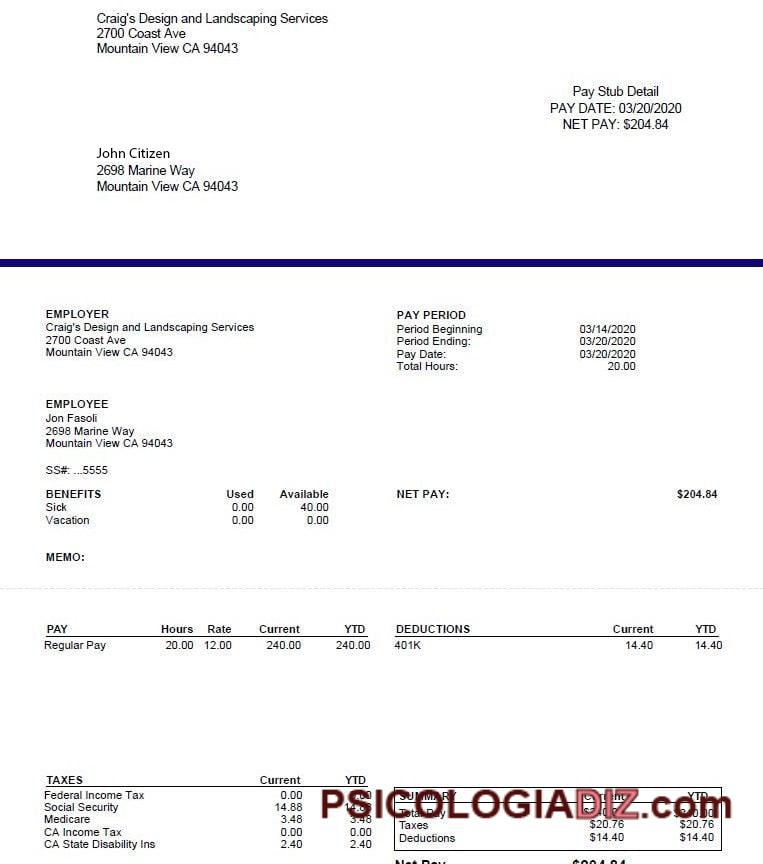 Craig's Design and Landscaping Services
2700 Coast Ave
Mountain View CA 94043
Pay Stub Detail
PAY DATE: 03/20/2020
NET PAY: $204.84
John Citizen
2698 Marine Way
Mountain View CA 94043
EMPLOYER
Craig's Design and Landscaping Services
2700 Coast Ave
Mountain View CA 94043
PAY PERIOD
Period Beginning 03/14/2020
Period Ending: 03/20/2020
Pay Date: 03/20/2020
Total Hours: 20.00
EMPLOYEE
Jon Fasoli
2698 Marine Way
Mountain View CA 94043
SS#: ...5555
BENEFITS Used Available
Sick 0.00 40.00
Vacation 0.00 0.00
NET PAY: $204.84
MEMO:
PAY Hours Rate Current YTD
Regular Pay 20.00 12.00 240.00 240.00
DEDUCTIONS Current YTD
401K 14.40 14.40
TAXES Current YTD
Federal Income Tax 0.00 0.00
Social Security 14.88 14.88
Medicare 3.48 3.48
CA Income Tax 0.00 0.00
CA State Disability Ins 2.40 2.40
SUMMARY Current YTD
Total Pay $240.00 $240.00
Taxes $20.76 $20.76
Deductions $14.40 $14.40
Net Pay $204.84
PSICOLOGIADIZ.com